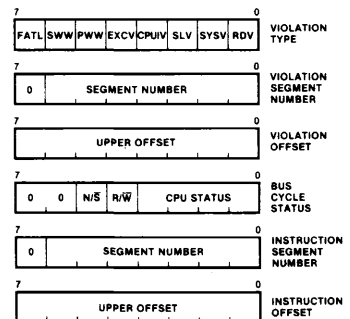 7 0
FATL SWW PWW EXCV CPUIV SLV SYSV RDV
VIOLATION
TYPE
7 0
0 SEGMENT NUMBER
VIOLATION
SEGMENT
NUMBER
7 0
UPPER OFFSET
VIOLATION
OFFSET
7 0
0 0 N/S̅ R/W̅ CPU STATUS
BUS
CYCLE
STATUS
7 0
0 SEGMENT NUMBER
INSTRUCTION
SEGMENT
NUMBER
7 0
UPPER OFFSET
INSTRUCTION
OFFSET